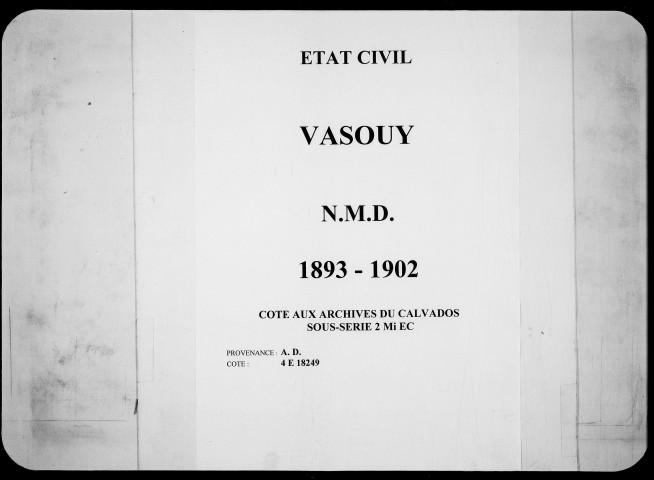 ETAT CIVIL
VASOUY
N.M.D.
1893 - 1902
COTE AUX ARCHIVES DU CALVADOS
SOUS-SERIE 2 Mi EC
PROVENANCE : A. D.
COTE : 4 E 18249